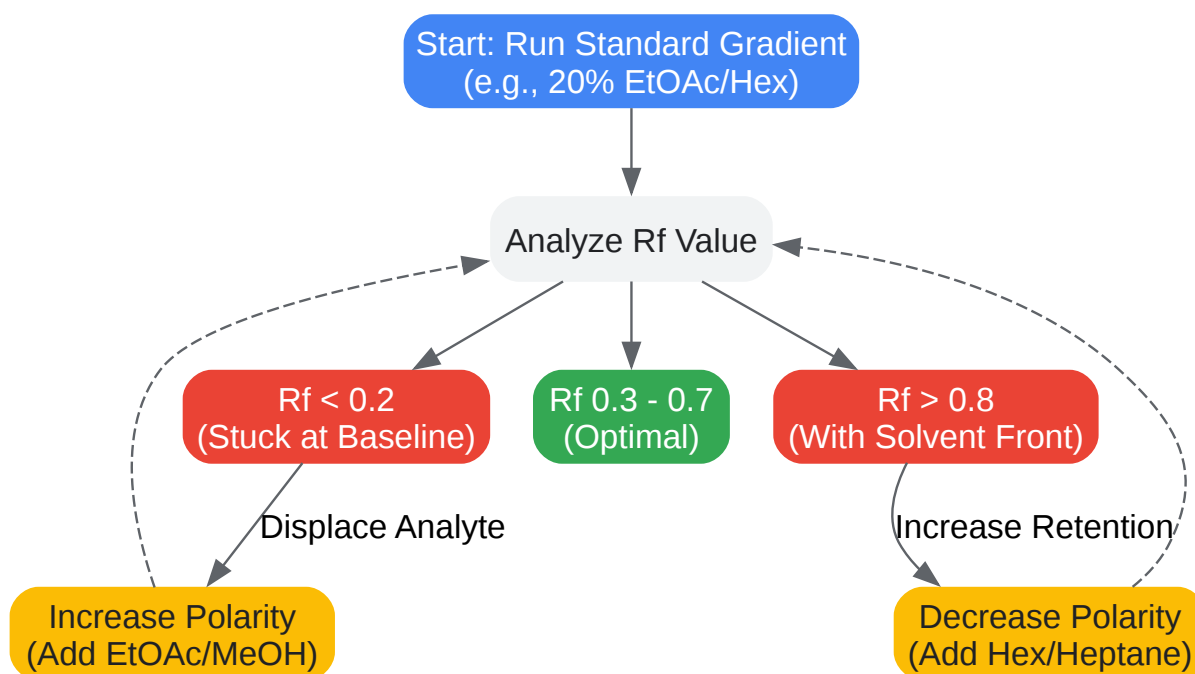 Start: Run Standard Gradient
(e.g., 20% EtOAc/Hex)
Analyze Rf Value
Rf < 0.2
(Stuck at Baseline)
Rf 0.3 - 0.7
(Optimal)
Rf > 0.8
(With Solvent Front)
Displace Analyte
Increase Retention
Increase Polarity
(Add EtOAc/MeOH)
Decrease Polarity
(Add Hex/Heptane)